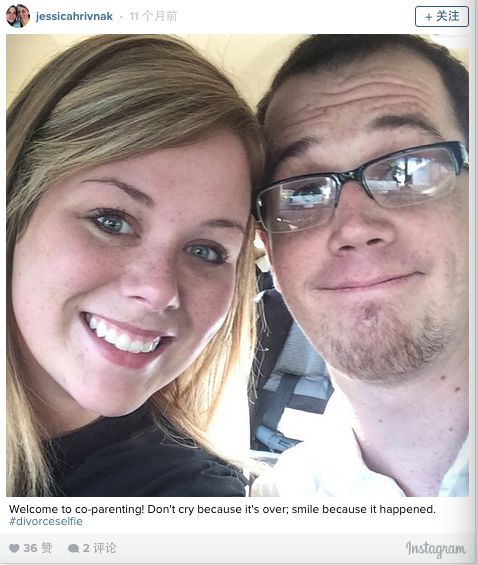 jessicahrivnak • 11 个月前
+ 关注
Welcome to co-parenting! Don't cry because it's over; smile because it happened.
#divorceselfie
36 赞 2 评论
Instagram